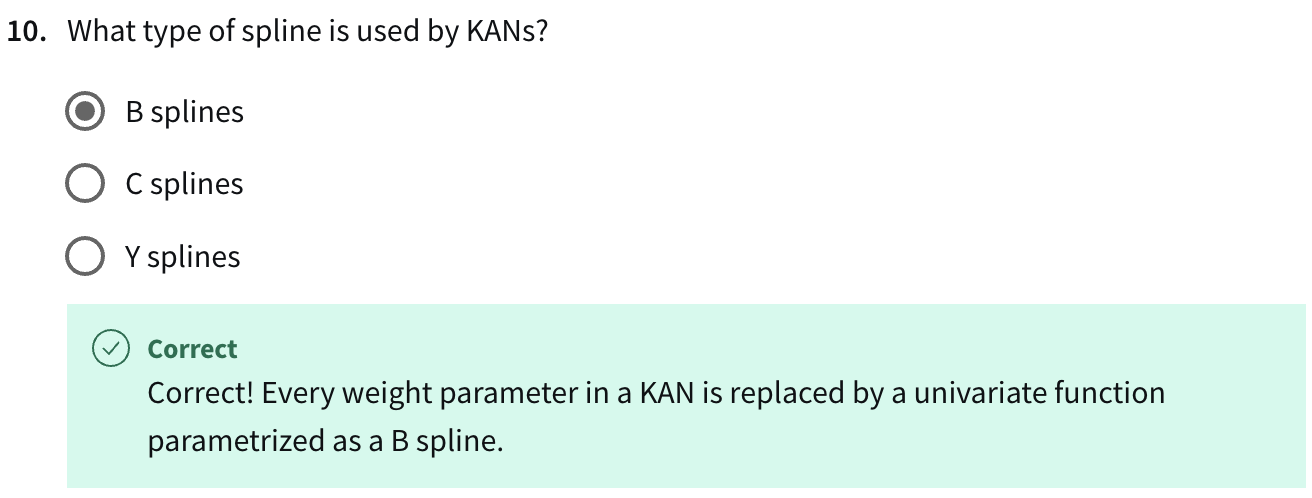 10. What type of spline is used by KANs?
B splines
C splines
Y splines
Correct
Correct! Every weight parameter in a KAN is replaced by a univariate function
parametrized as a B spline.